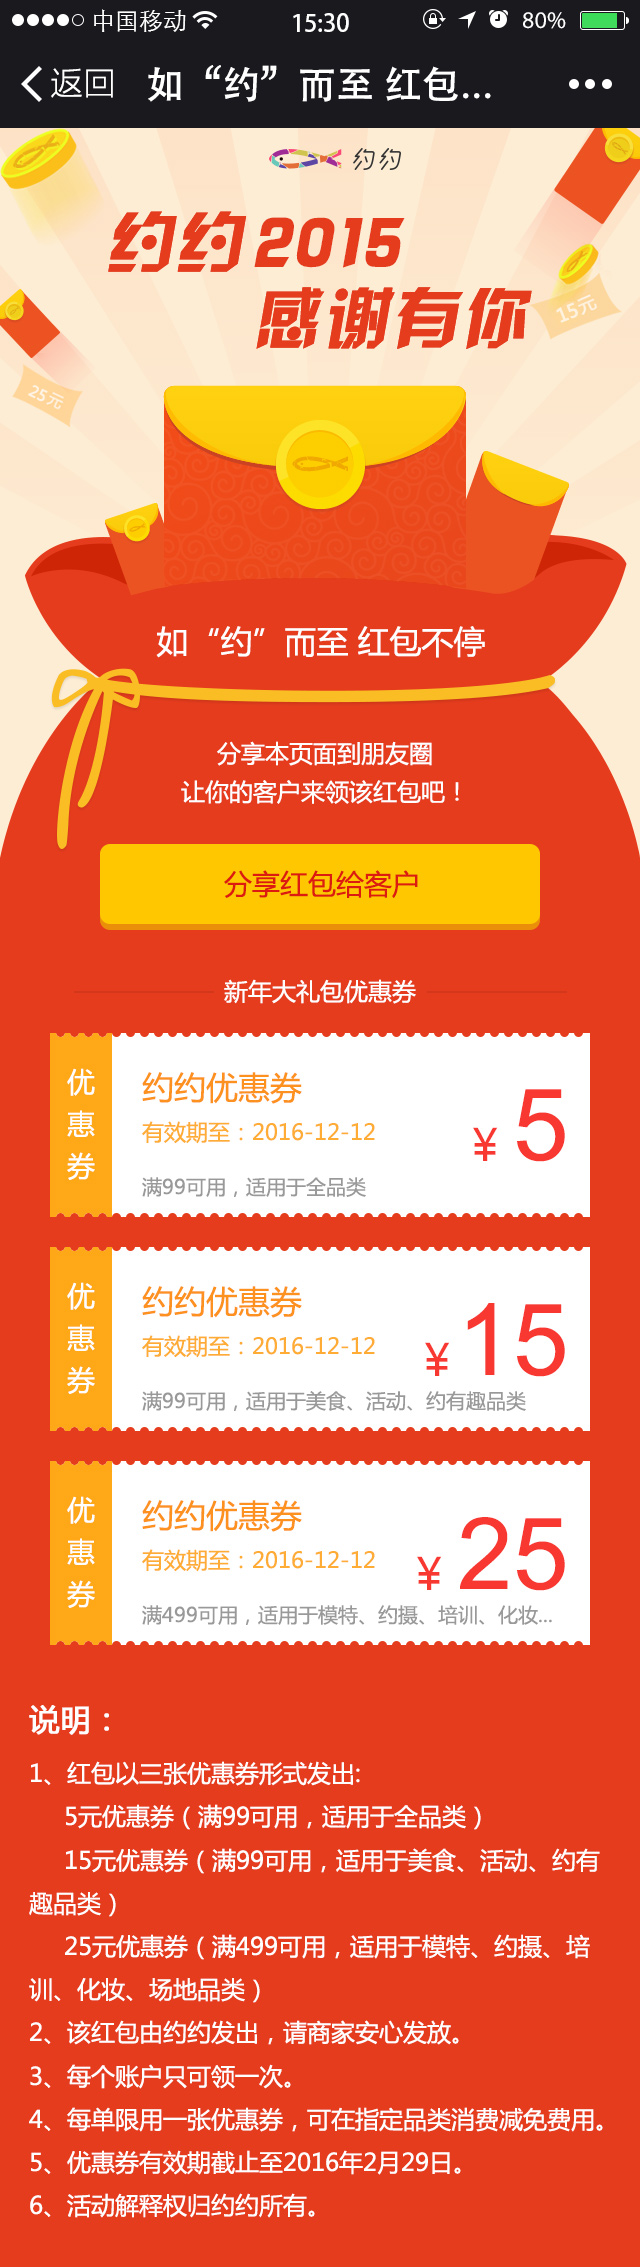 中国移动 15:30 80%
返回 如“约”而至 红包...
约约
约约2015
感谢有你
15元
25元
如“约”而至 红包不停
分享本页面到朋友圈
让你的客户来领该红包吧！
分享红包给客户
新年大礼包优惠券
优惠券
约约优惠券
有效期至：2016-12-12
¥ 5
满99可用，适用于全品类
优惠券
约约优惠券
有效期至：2016-12-12
¥ 15
满99可用，适用于美食、活动、约有趣品类
优惠券
约约优惠券
有效期至：2016-12-12
¥ 25
满499可用，适用于模特、约摄、培训、化妆...
说明：
1、红包以三张优惠券形式发出:
5元优惠券（满99可用，适用于全品类）
15元优惠券（满99可用，适用于美食、活动、约有
趣品类）
25元优惠券（满499可用，适用于模特、约摄、培
训、化妆、场地品类）
2、该红包由约约发出，请商家安心发放。
3、每个账户只可领一次。
4、每单限用一张优惠券，可在指定品类消费减免费用。
5、优惠券有效期截止至2016年2月29日。
6、活动解释权归约约所有。